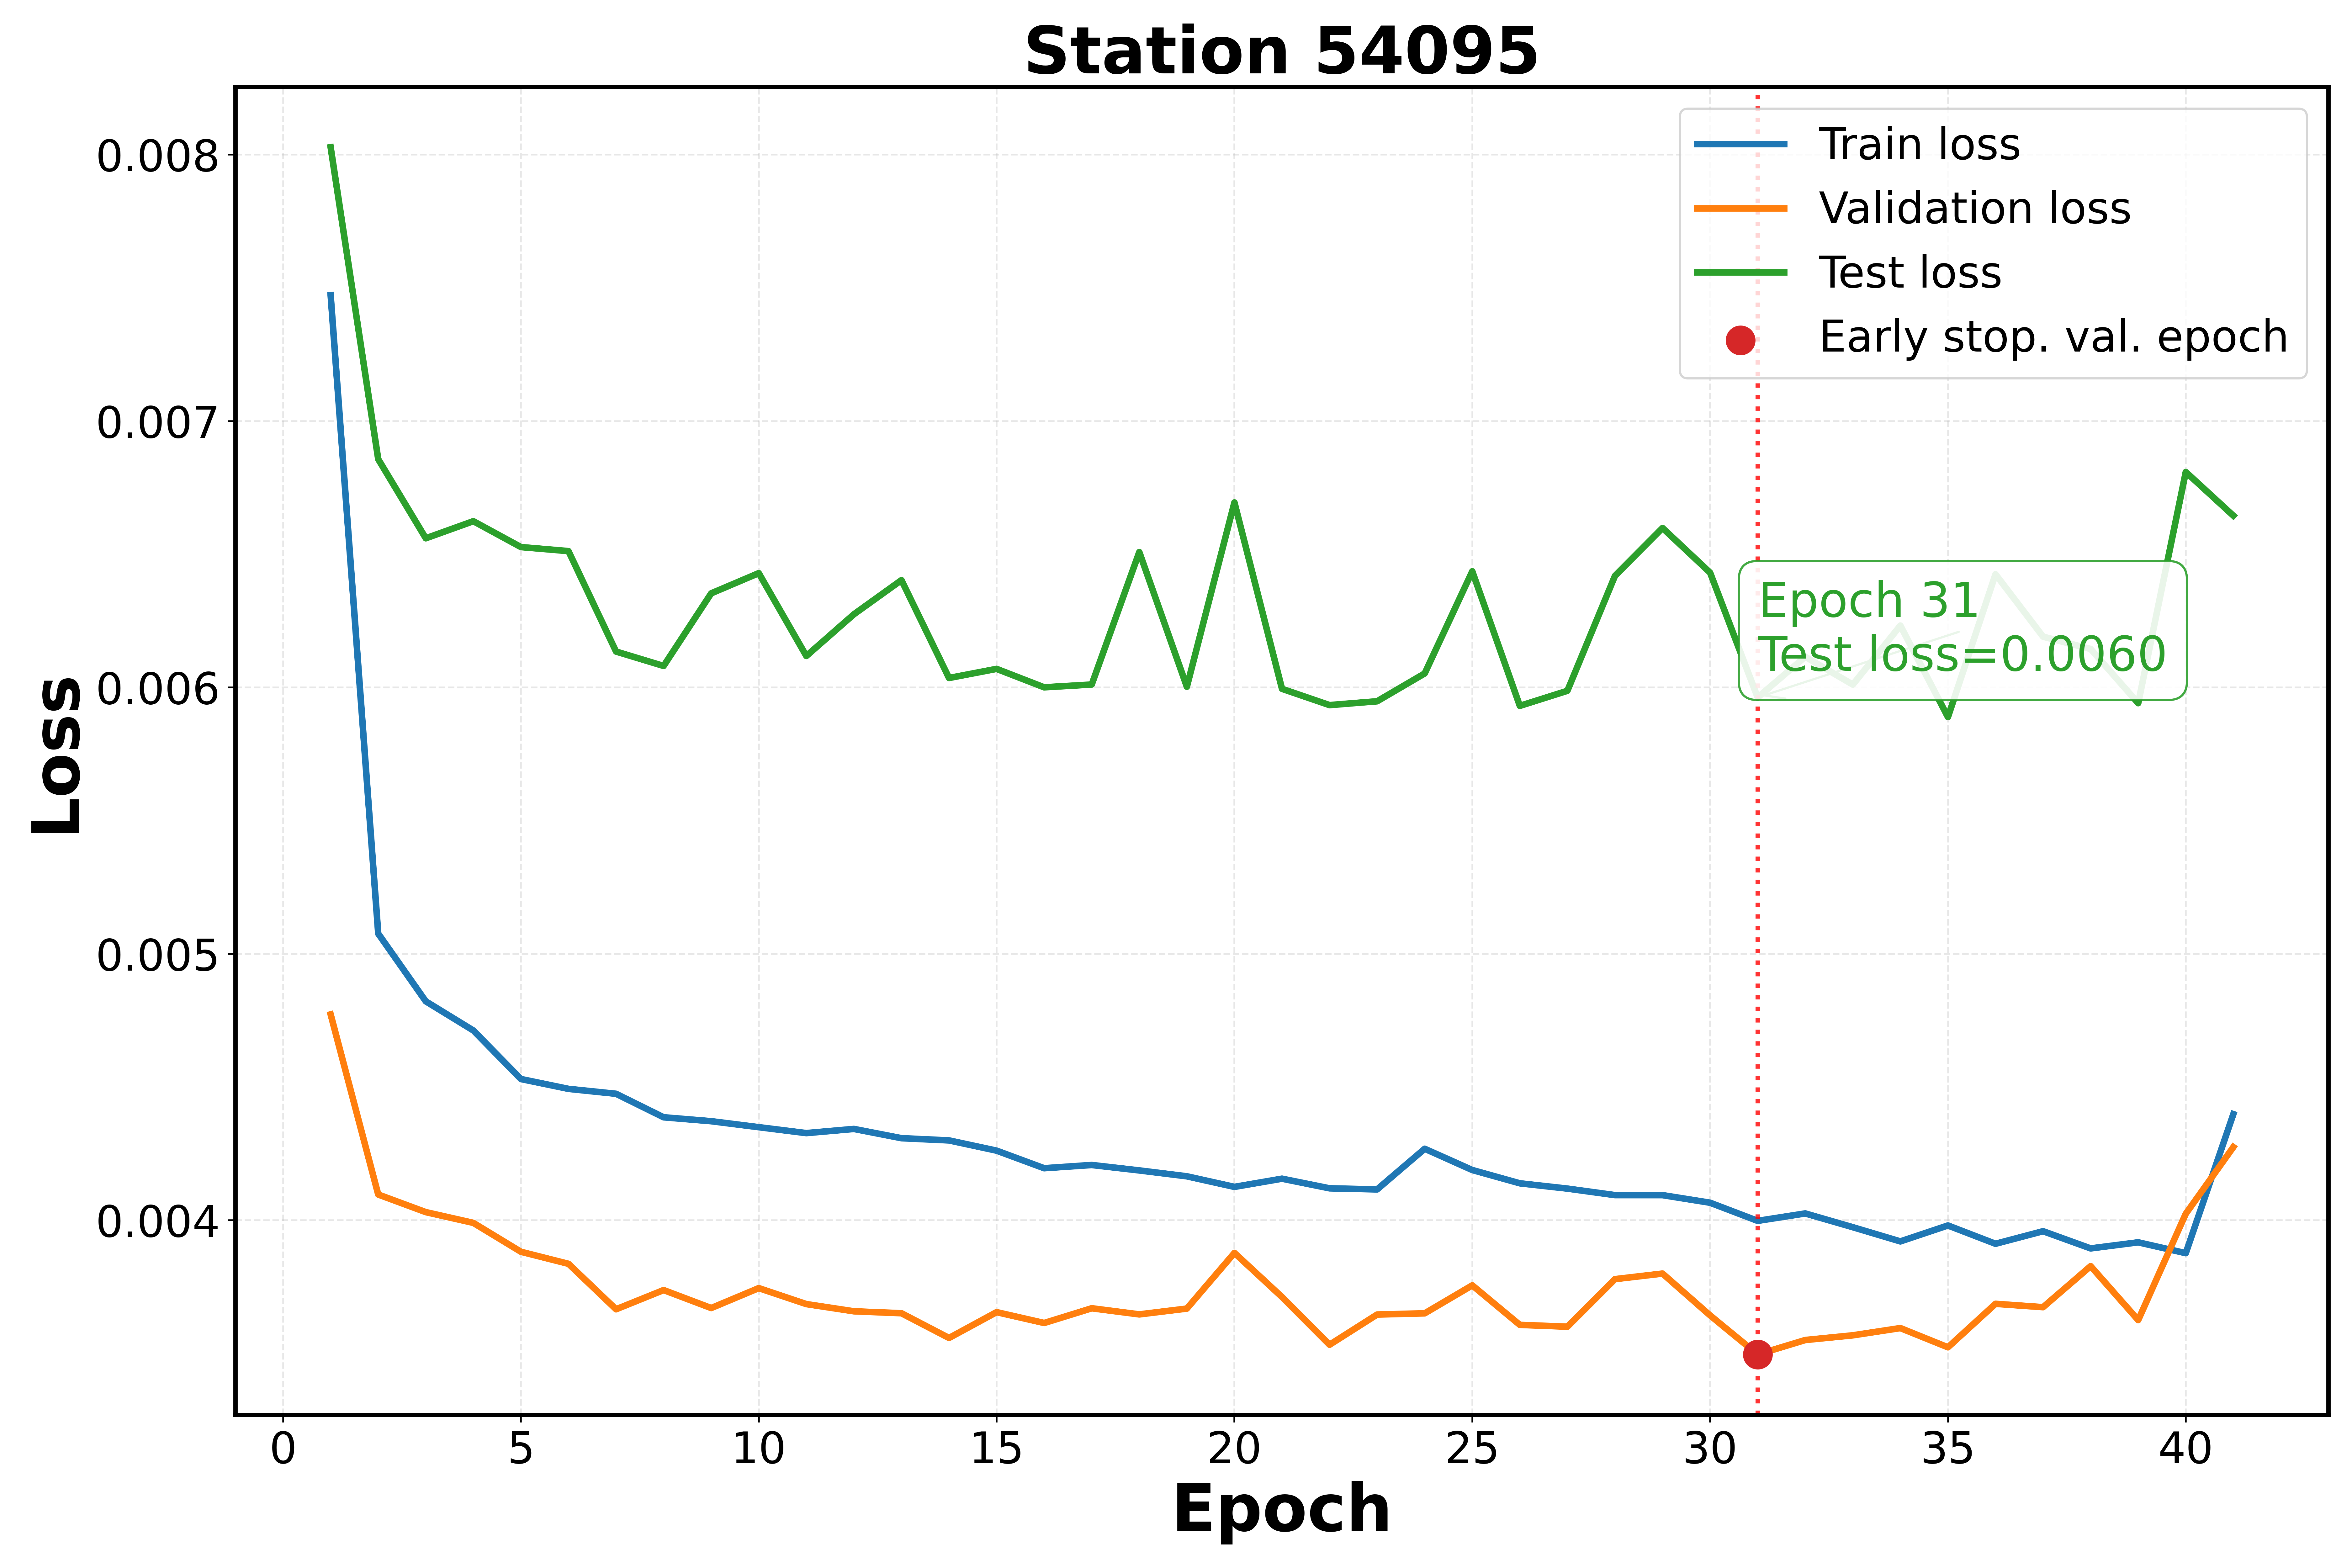 Station 54095
Train loss
Validation loss
Test loss
Early stop. val. epoch
Epoch 31
Test loss=0.0060
0.008
0.007
0.006
0.005
0.004
Loss
0
5
10
15
20
25
30
35
40
Epoch